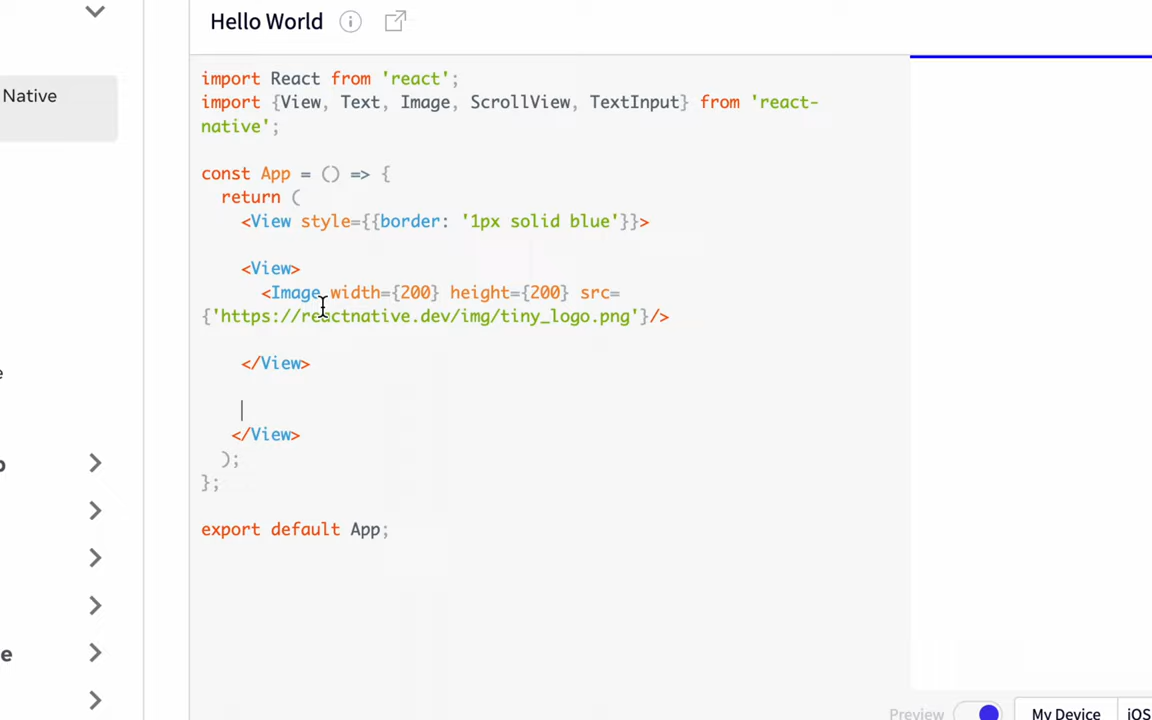 Hello World
Native
import React from 'react';
import {View, Text, Image, ScrollView, TextInput} from 'react-
native';
const App = () => {
return (
<View style={{border: '1px solid blue'}}>
<View>
<Image width={200} height={200} src=
{'https://reactnative.dev/img/tiny_logo.png'}/>
</View>
</View>
);
};
export default App;
e
Preview
My Device
iOS